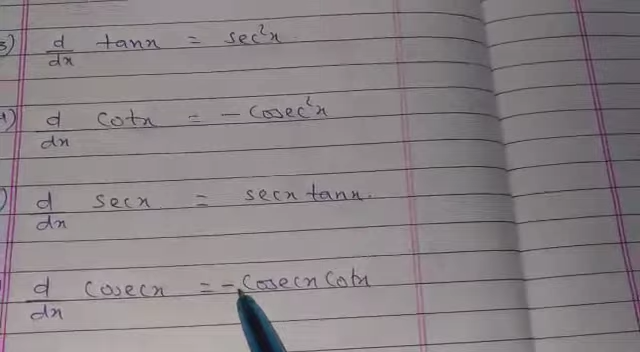 3) d/dx tanx = sec²x
4) d/dx cotx = - cosec²x
) d/dx secx = secx tanx.
d/dx cosecx = - cosecx cotx